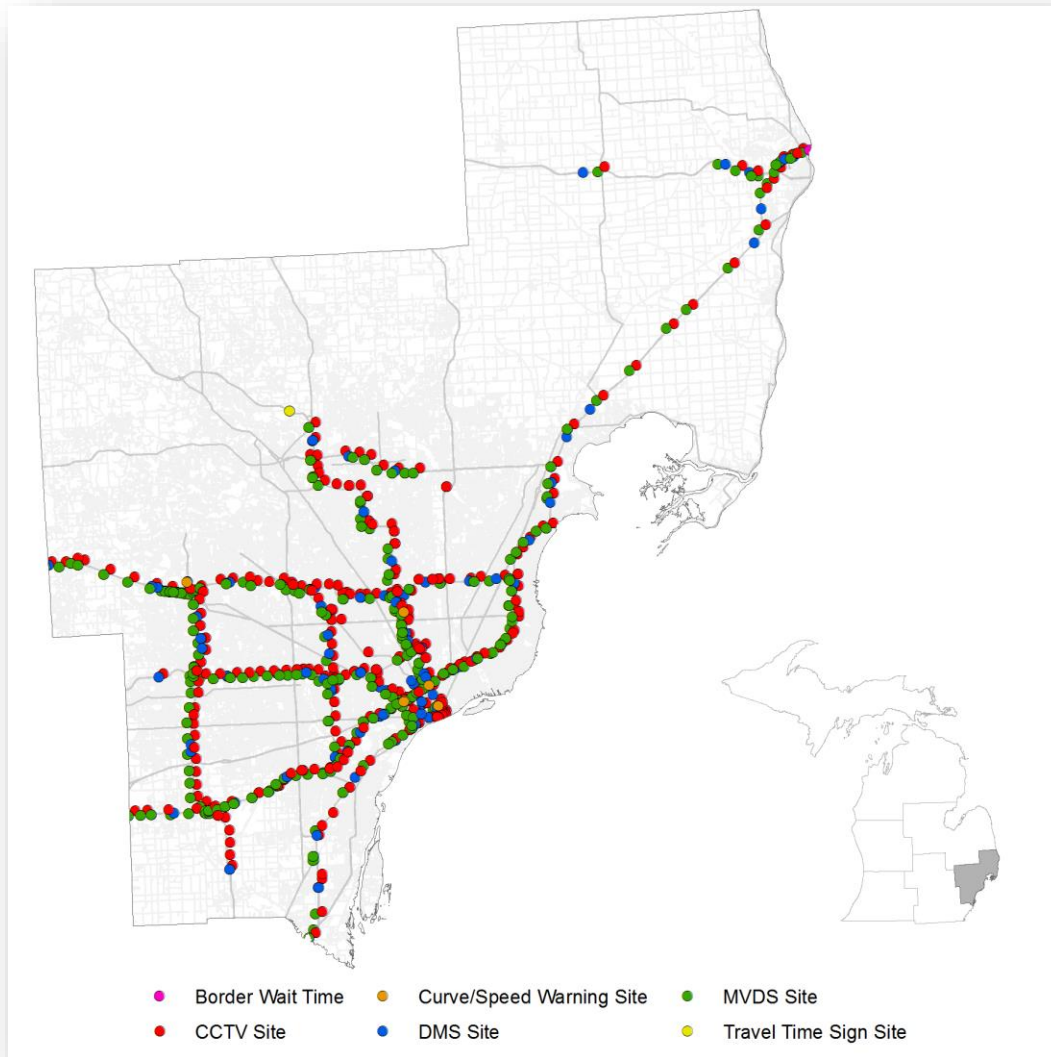 Border Wait Time
Curve/Speed Warning Site
MVDS Site
CCTV Site
DMS Site
Travel Time Sign Site